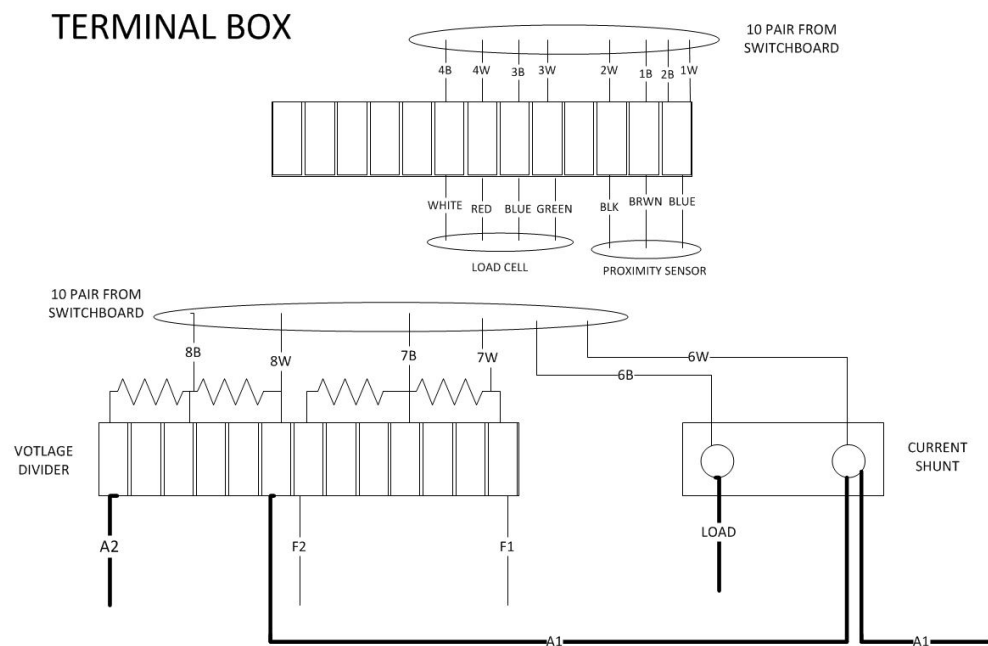 TERMINAL BOX
10 PAIR FROM
SWITCHBOARD
4B 4W 3B 3W 2W 1B 2B 1W
WHITE RED BLUE GREEN BLK BRWN BLUE
LOAD CELL
PROXIMITY SENSOR
10 PAIR FROM
SWITCHBOARD
8B 8W 7B 7W
6W
6B
VOTLAGE
DIVIDER
CURRENT
SHUNT
A2 F2 F1
LOAD
A1 A1